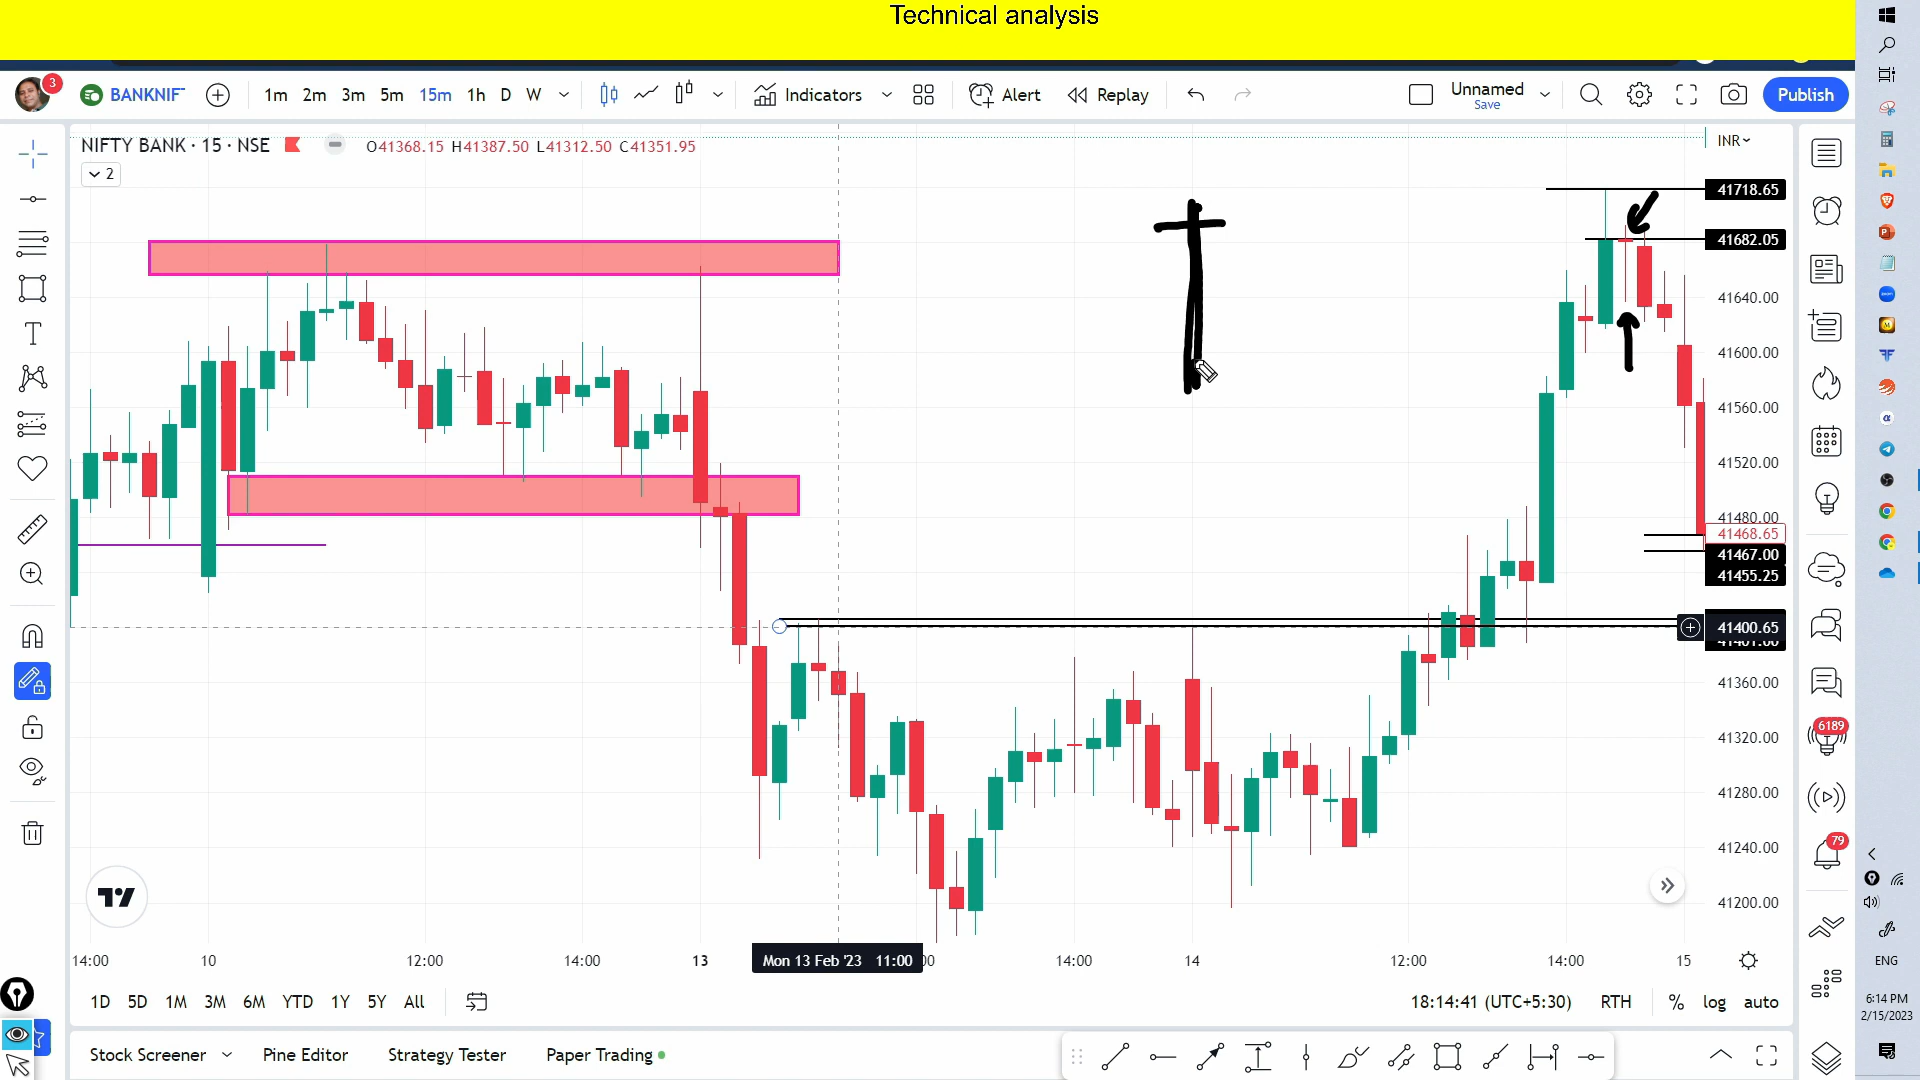 Technical analysis
3
BANKNIF
1m 2m 3m 5m 15m 1h D W
Indicators
Alert
Replay
Unnamed
Save
Publish
NIFTY BANK · 15 · NSE
O41368.15 H41387.50 L41312.50 C41351.95
2
INR
41718.65
41682.05
41640.00
41600.00
41560.00
41520.00
41480.00
41468.65
41467.00
41455.25
41400.65
41360.00
41320.00
41280.00
41240.00
41200.00
6189
79
14:00 10 12:00 14:00 13 Mon 13 Feb '23 11:00 14:00 14 12:00 14:00 15
1D 5D 1M 3M 6M YTD 1Y 5Y All
18:14:41 (UTC+5:30) RTH % log auto
Stock Screener Pine Editor Strategy Tester Paper Trading
ENG
6:14 PM
2/15/2023